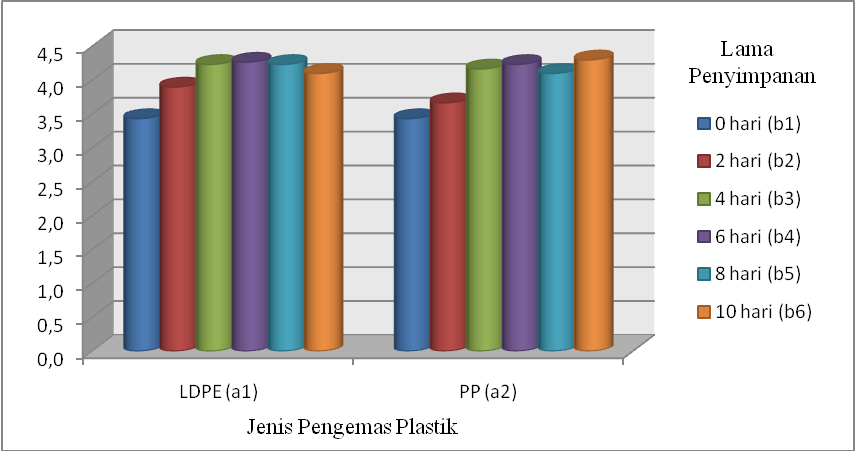 4,5
4,0
3,5
3,0
2,5
2,0
1,5
1,0
0,5
0,0
LDPE (a1)
PP (a2)
Jenis Pengemas Plastik
Lama
Penyimpanan
0 hari (b1)
2 hari (b2)
4 hari (b3)
6 hari (b4)
8 hari (b5)
10 hari (b6)